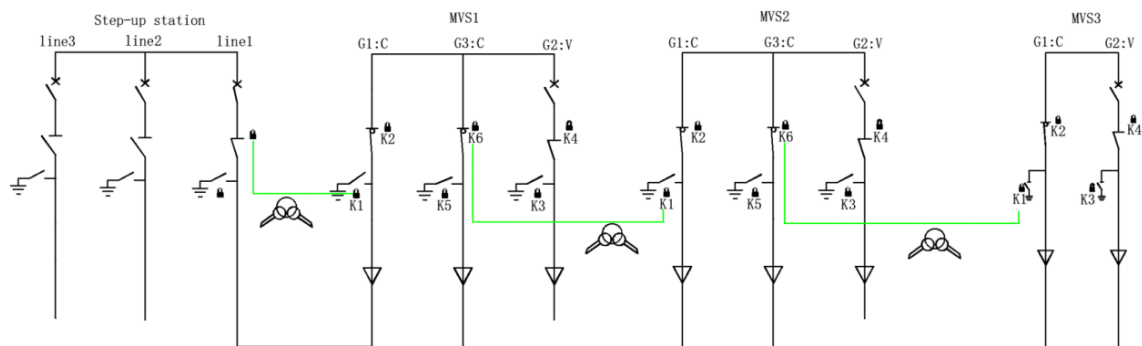 Step-up station
line3 line2 line1
MVS1
G1:C G3:C G2:V
K2 K6 K4
K1 K5 K3
MVS2
G1:C G3:C G2:V
K2 K6 K4
K1 K5 K3
MVS3
G1:C G2:V
K2 K4
K1 K3